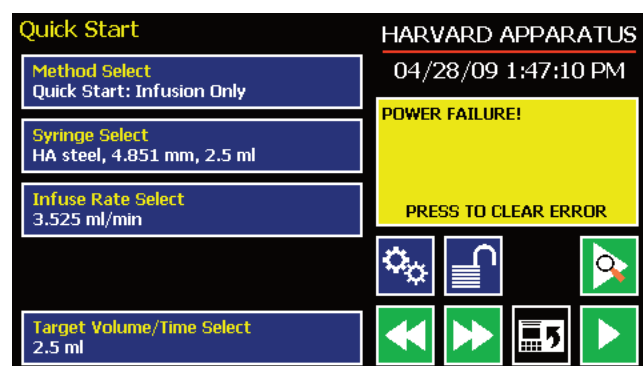 Quick Start
Method Select
Quick Start: Infusion Only
Syringe Select
HA steel, 4.851 mm, 2.5 ml
Infuse Rate Select
3.525 ml/min
Target Volume/Time Select
2.5 ml
HARVARD APPARATUS
04/28/09 1:47:10 PM
POWER FAILURE!
PRESS TO CLEAR ERROR